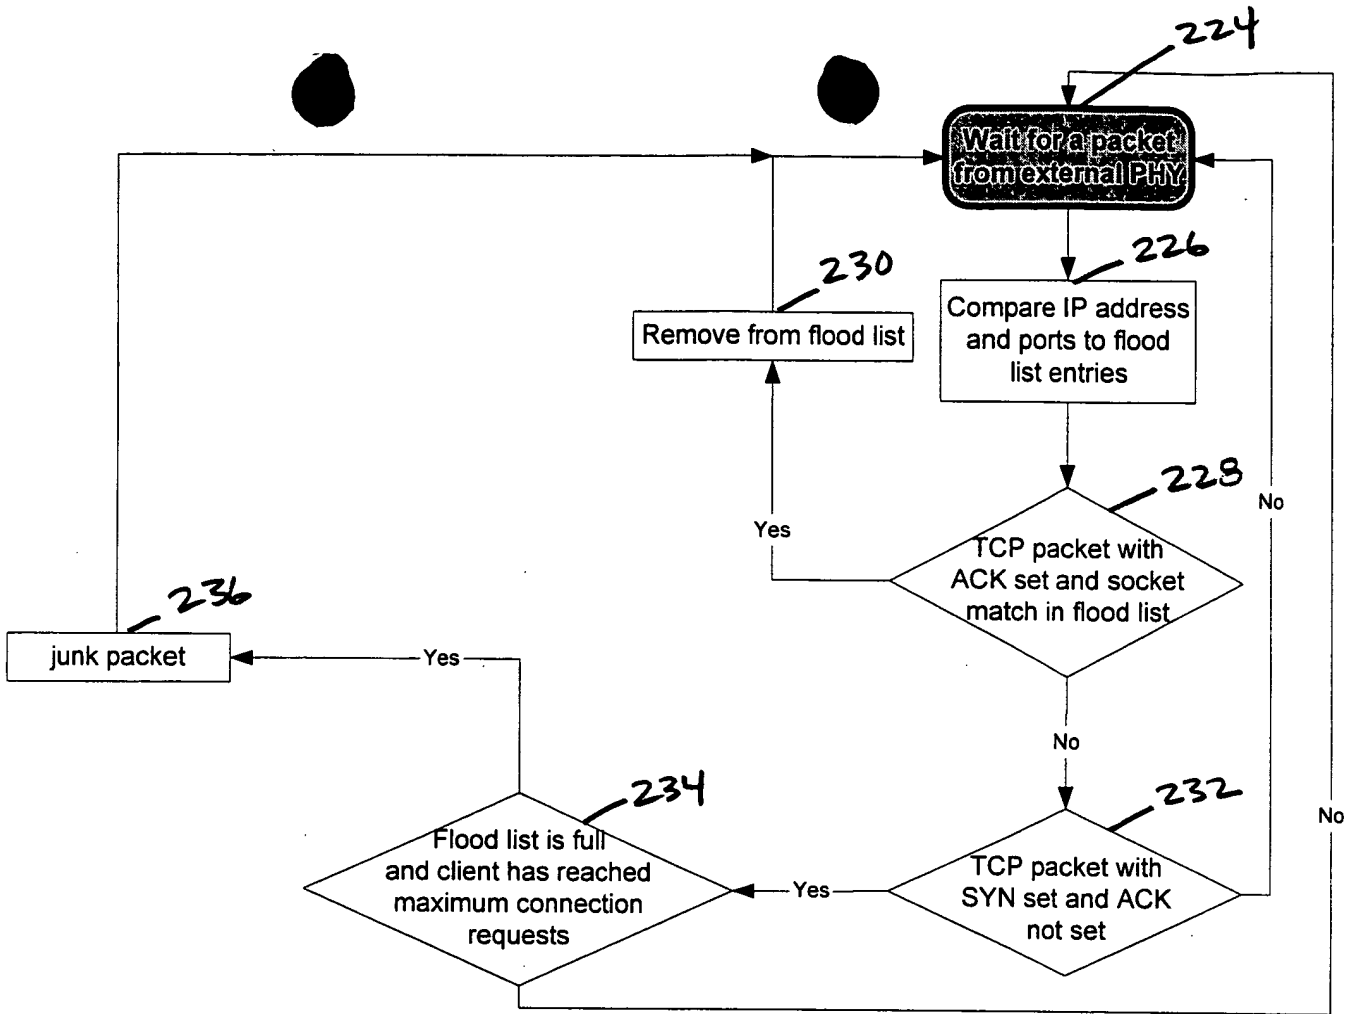 224
Wait for a packet
from external PHY
226
Compare IP address
and ports to flood
list entries
230
Remove from flood list
228
TCP packet with
ACK set and socket
match in flood list
Yes
No
No
236
junk packet
Yes
234
Flood list is full
and client has reached
maximum connection
requests
Yes
232
TCP packet with
SYN set and ACK
not set
No